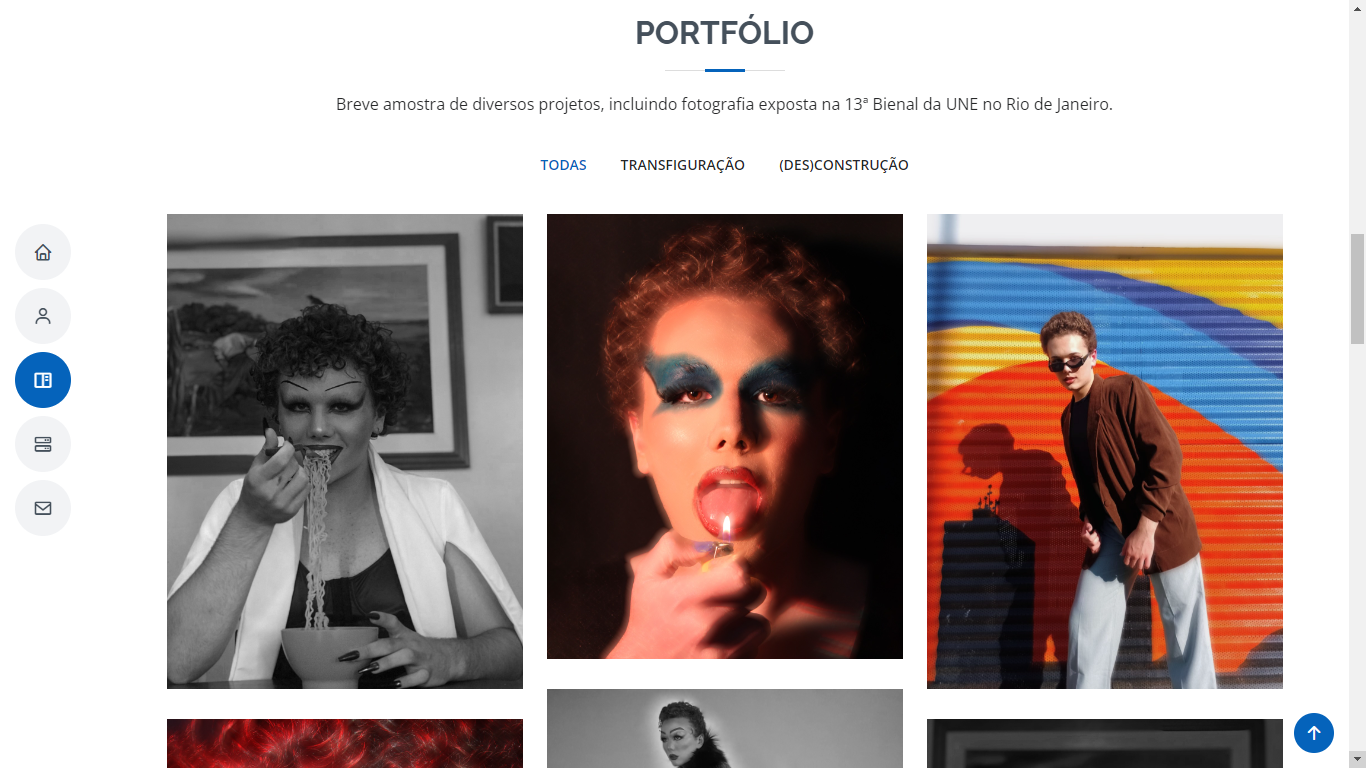 PORTFÓLIO
Breve amostra de diversos projetos, incluindo fotografia exposta na 13ª Bienal da UNE no Rio de Janeiro.
TODAS TRANSFIGURAÇÃO (DES)CONSTRUÇÃO